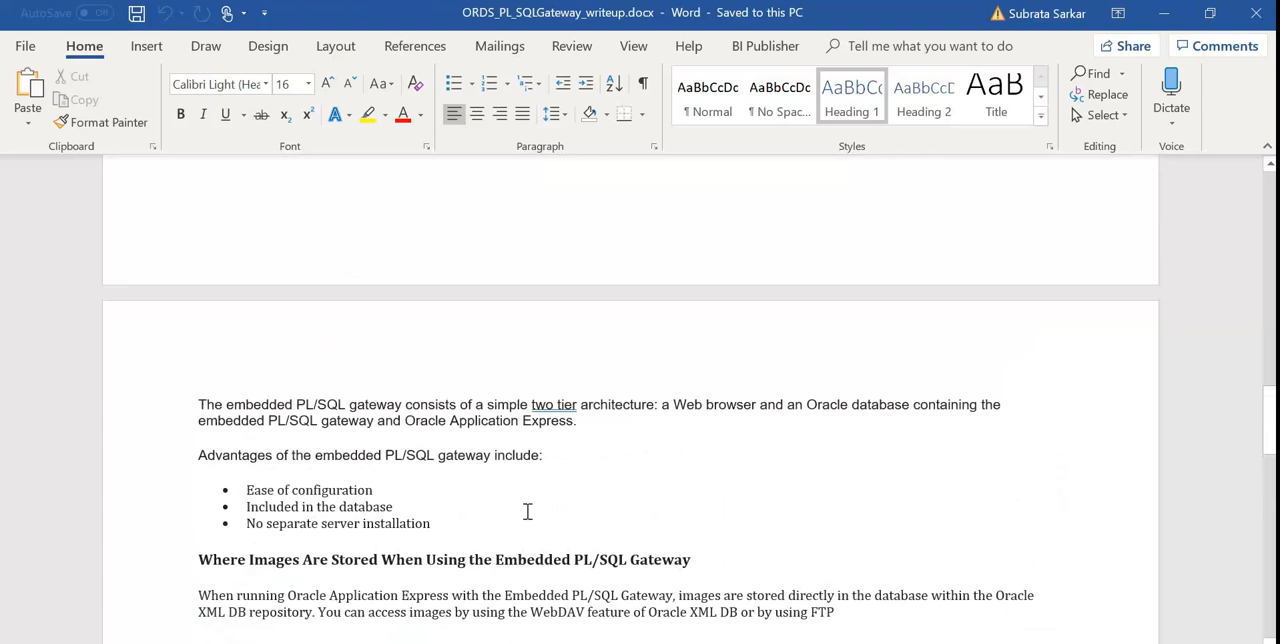 AutoSave Off
ORDS_PL_SQLGateway_writeup.docx - Word - Saved to this PC
Subrata Sarkar
File Home Insert Draw Design Layout References Mailings Review View Help BI Publisher Tell me what you want to do Share Comments
Paste
Cut
Copy
Format Painter
Clipboard
Calibri Light (Hea 16
Aa
B I U ab x₂ x² A A
Font
Paragraph
AaBbCcDc AaBbCcDc AaBbCc AaBbCcD AaB
¶ Normal ¶ No Spac... Heading 1 Heading 2 Title
Styles
Find
Replace
Select
Editing
Dictate
Voice
The embedded PL/SQL gateway consists of a simple two tier architecture: a Web browser and an Oracle database containing the
embedded PL/SQL gateway and Oracle Application Express.
Advantages of the embedded PL/SQL gateway include:
• Ease of configuration
• Included in the database
• No separate server installation
Where Images Are Stored When Using the Embedded PL/SQL Gateway
When running Oracle Application Express with the Embedded PL/SQL Gateway, images are stored directly in the database within the Oracle
XML DB repository. You can access images by using the WebDAV feature of Oracle XML DB or by using FTP